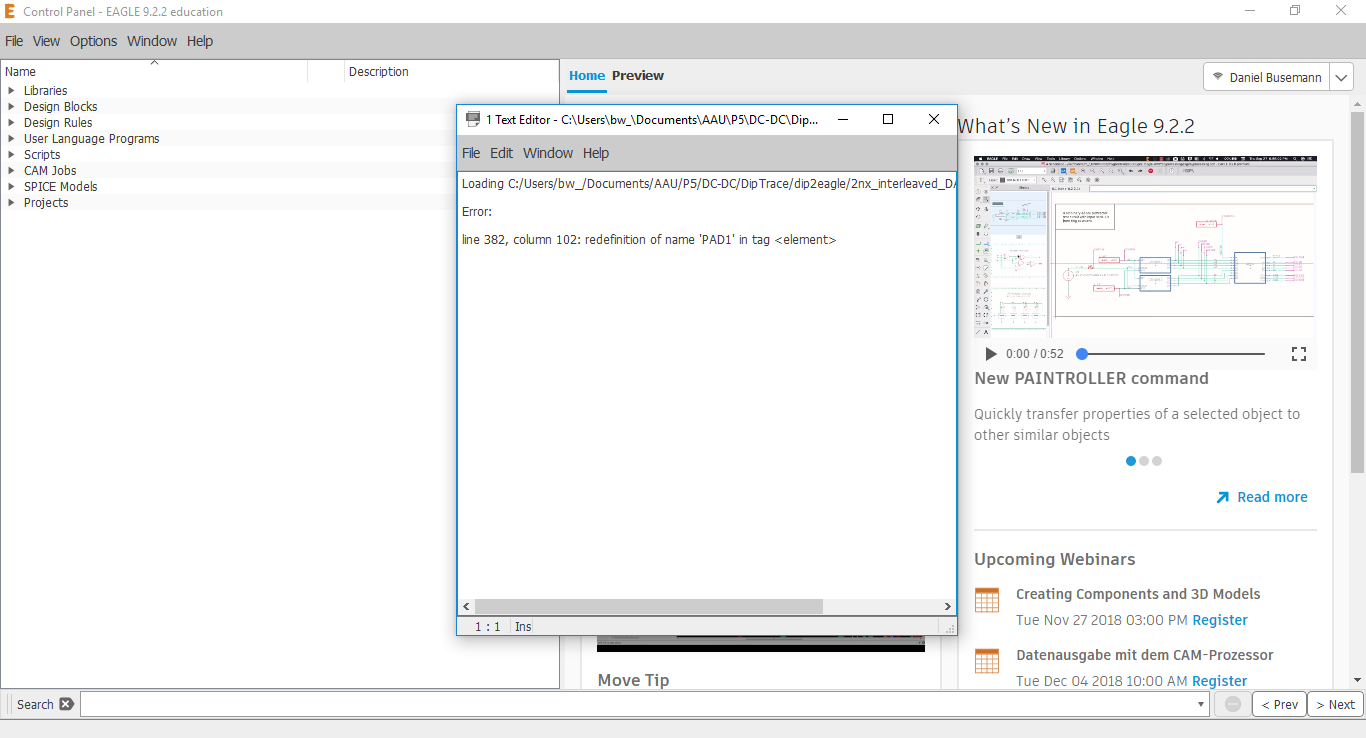 Control Panel - EAGLE 9.2.2 education
File View Options Window Help
Name
Description
Libraries
Design Blocks
Design Rules
User Language Programs
Scripts
CAM Jobs
SPICE Models
Projects
Home Preview
Daniel Busemann
1 Text Editor - C:\Users\bw_\Documents\AAU\P5\DC-DC\Dip...
File Edit Window Help
Loading C:/Users/bw_/Documents/AAU/P5/DC-DC/DipTrace/dip2eagle/2nx_interleaved_DA
Error:
line 382, column 102: redefinition of name 'PAD1' in tag <element>
1 : 1 Ins
What's New in Eagle 9.2.2
0:00 / 0:52
New PAINTROLLER command
Quickly transfer properties of a selected object to
other similar objects
Read more
Upcoming Webinars
Creating Components and 3D Models
Tue Nov 27 2018 03:00 PM Register
Datenausgabe mit dem CAM-Prozessor
Tue Dec 04 2018 10:00 AM Register
Move Tip
Search
< Prev
> Next